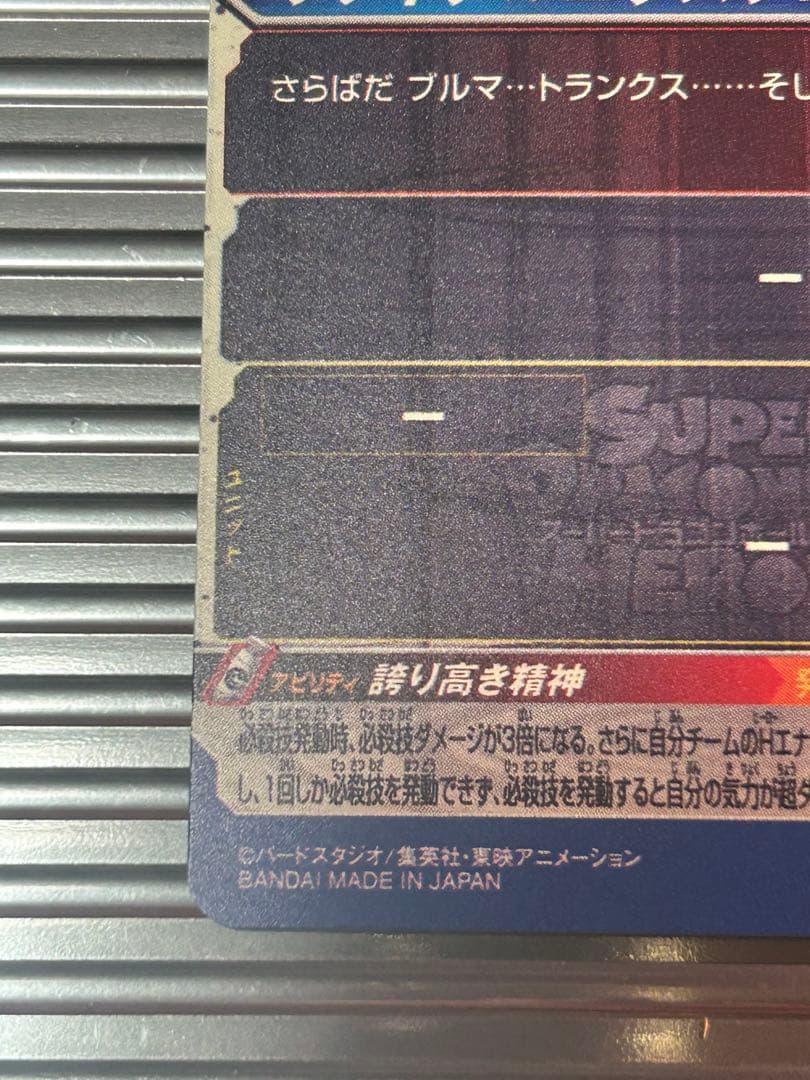 さらばだ ブルマ…トランクス……そし
－
－
SUPE
ユニット
－
アビリティ 誇り高き精神
必殺技発動時、必殺技ダメージが3倍になる。さらに自分チームのHエナ
し、1回しか必殺技を発動できず、必殺技を発動すると自分の気力が超ダ
©バードスタジオ/集英社・東映アニメーション
BANDAI MADE IN JAPAN